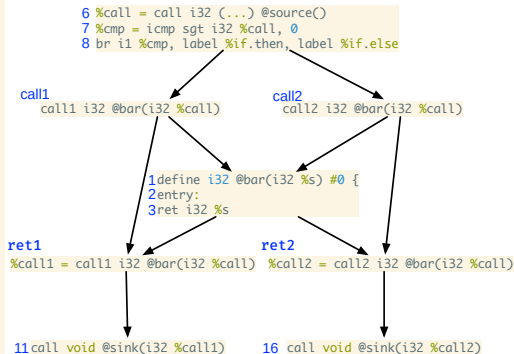 6 %call = call i32 (...) @source()
7 %cmp = icmp sgt i32 %call, 0
8 br i1 %cmp, label %if.then, label %if.else
call1
call1 i32 @bar(i32 %call)
call2
call2 i32 @bar(i32 %call)
1 define i32 @bar(i32 %s) #0 {
2 entry:
3 ret i32 %s
ret1
%call1 = call1 i32 @bar(i32 %call)
ret2
%call2 = call2 i32 @bar(i32 %call)
11 call void @sink(i32 %call1)
16 call void @sink(i32 %call2)